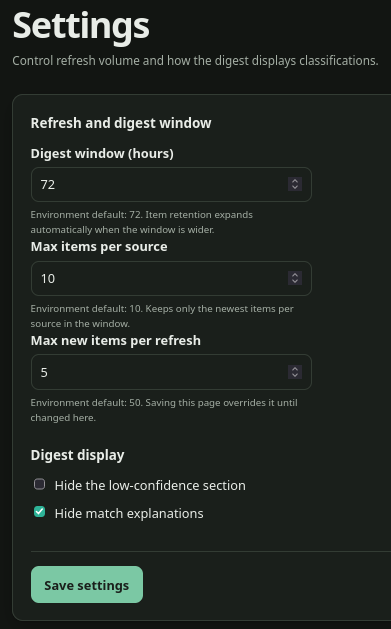 Settings
Control refresh volume and how the digest displays classifications.
Refresh and digest window
Digest window (hours)
72
Environment default: 72. Item retention expands
automatically when the window is wider.
Max items per source
10
Environment default: 10. Keeps only the newest items per
source in the window.
Max new items per refresh
5
Environment default: 50. Saving this page overrides it until
changed here.
Digest display
Hide the low-confidence section
Hide match explanations
Save settings